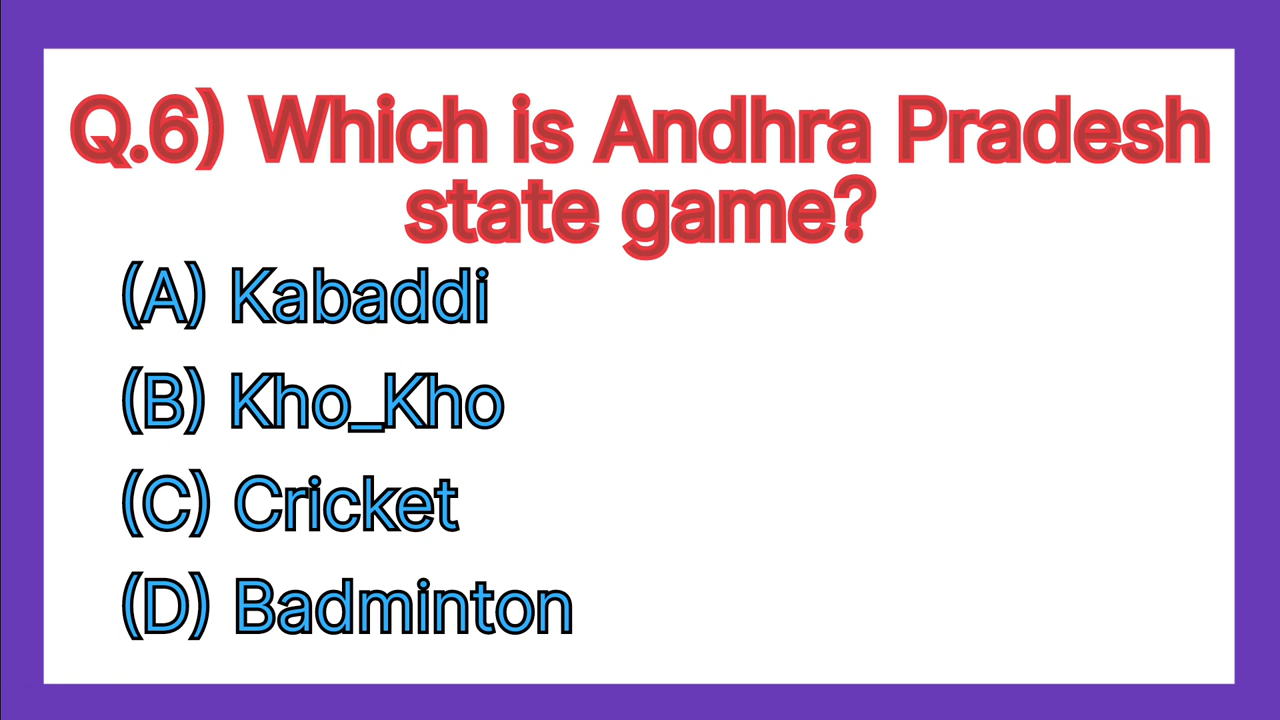 Q.6) Which is Andhra Pradesh
state game?
(A) Kabaddi
(B) Kho_Kho
(C) Cricket
(D) Badminton